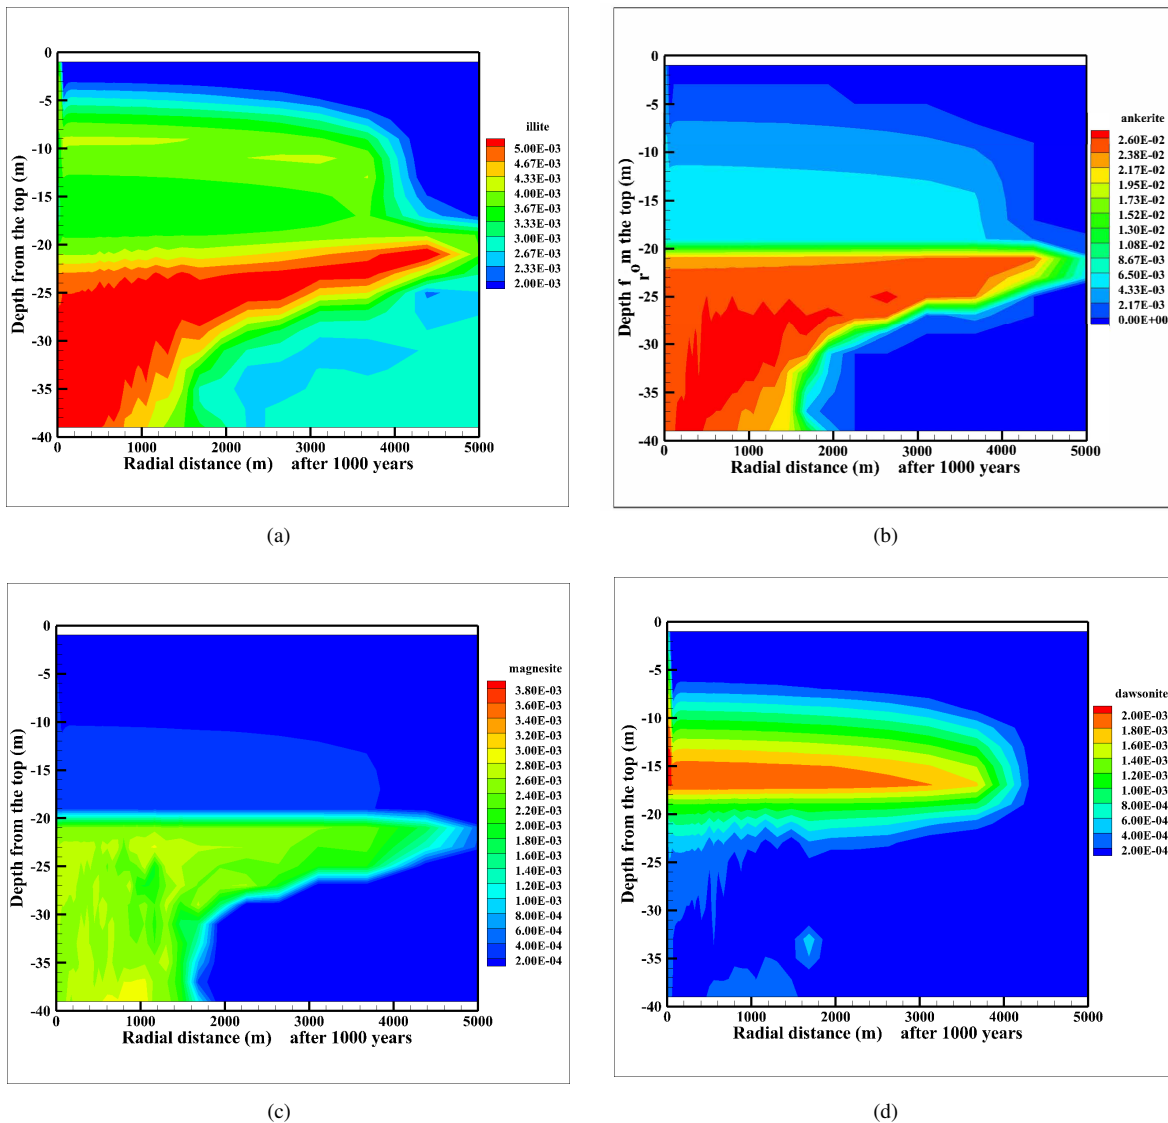 0
-5
-10
-15
-20
-25
-30
-35
-40
Depth from the top (m)
0 1000 2000 3000 4000 5000
Radial distance (m) after 1000 years
illite
5.00E-03
4.67E-03
4.33E-03
4.00E-03
3.67E-03
3.33E-03
3.00E-03
2.67E-03
2.33E-03
2.00E-03
(a)
0
-5
-10
-15
-20
-25
-30
-35
-40
Depth from the top (m)
0 1000 2000 3000 4000 5000
Radial distance (m) after 1000 years
ankerite
2.60E-02
2.38E-02
2.17E-02
1.95E-02
1.73E-02
1.52E-02
1.30E-02
1.08E-02
8.67E-03
6.50E-03
4.33E-03
2.17E-03
0.00E+00
(b)
0
-5
-10
-15
-20
-25
-30
-35
-40
Depth from the top (m)
0 1000 2000 3000 4000 5000
Radial distance (m) after 1000 years
magnesite
3.80E-03
3.60E-03
3.40E-03
3.20E-03
3.00E-03
2.80E-03
2.60E-03
2.40E-03
2.20E-03
2.00E-03
1.80E-03
1.60E-03
1.40E-03
1.20E-03
1.00E-03
8.00E-04
6.00E-04
4.00E-04
2.00E-04
(c)
0
-5
-10
-15
-20
-25
-30
-35
-40
Depth from the top (m)
0 1000 2000 3000 4000 5000
Radial distance (m) after 1000 years
dawsonite
2.00E-03
1.80E-03
1.60E-03
1.40E-03
1.20E-03
1.00E-03
8.00E-04
6.00E-04
4.00E-04
2.00E-04
(d)